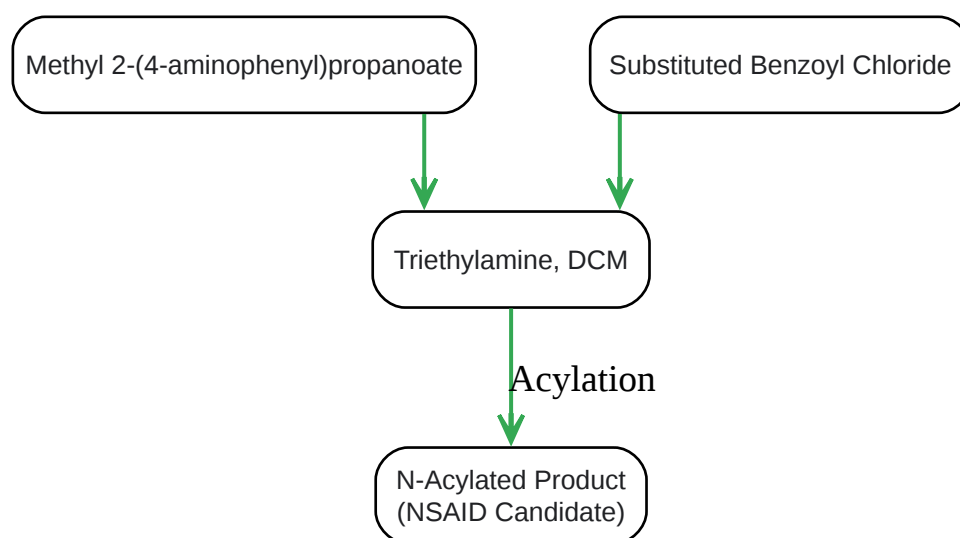 Methyl 2-(4-aminophenyl)propanoate
Substituted Benzoyl Chloride
Triethylamine, DCM
Acylation
N-Acylated Product
(NSAID Candidate)